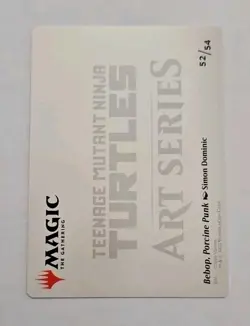 MAGIC
THE GATHERING
TEENAGE MUTANT NINJA
TURTLES
ART SERIES
52/54
Bebop, Porcine Punk Simon Dominic